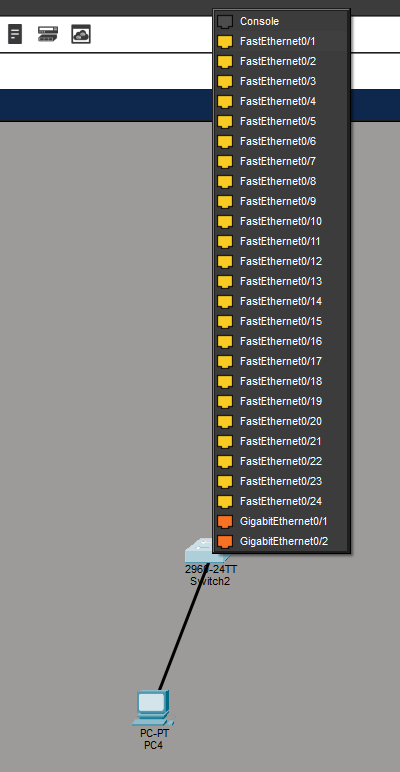 Console
FastEthernet0/1
FastEthernet0/2
FastEthernet0/3
FastEthernet0/4
FastEthernet0/5
FastEthernet0/6
FastEthernet0/7
FastEthernet0/8
FastEthernet0/9
FastEthernet0/10
FastEthernet0/11
FastEthernet0/12
FastEthernet0/13
FastEthernet0/14
FastEthernet0/15
FastEthernet0/16
FastEthernet0/17
FastEthernet0/18
FastEthernet0/19
FastEthernet0/20
FastEthernet0/21
FastEthernet0/22
FastEthernet0/23
FastEthernet0/24
GigabitEthernet0/1
GigabitEthernet0/2
2960-24TT
Switch2
PC-PT
PC4